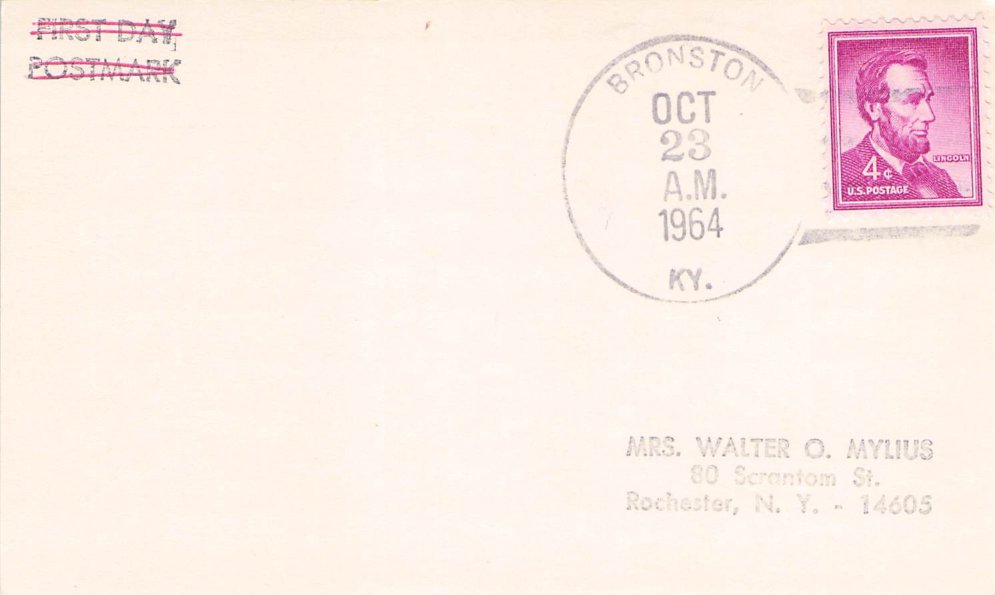 FIRST DAY
POSTMARK
BRONSTON
OCT
23
A.M.
1964
KY.
LINCOLN
4¢
U.S. POSTAGE
MRS. WALTER O. MYLIUS
80 Scrantom St.
Rochester, N. Y. - 14605